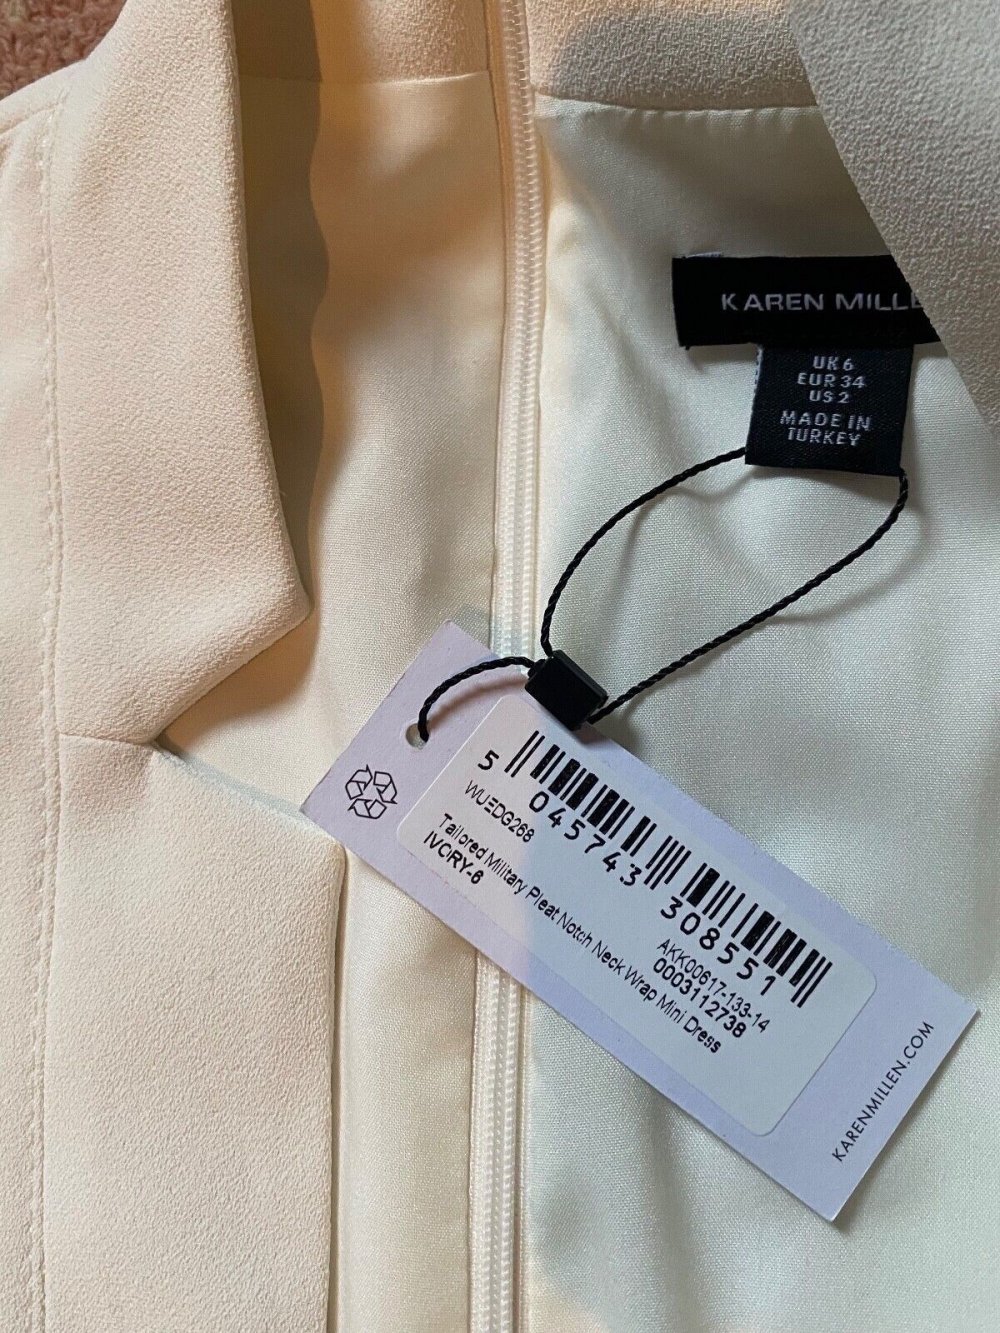 KAREN MILLE
UK 6
EUR 34
US 2
MADE IN
TURKEY
5 045743 308551
WUEDG268
AKK00617-133-14
0003112738
Tailored Military Pleat Notch Neck Wrap Mini Dress
IVORY-6
KARENMILLEN.COM